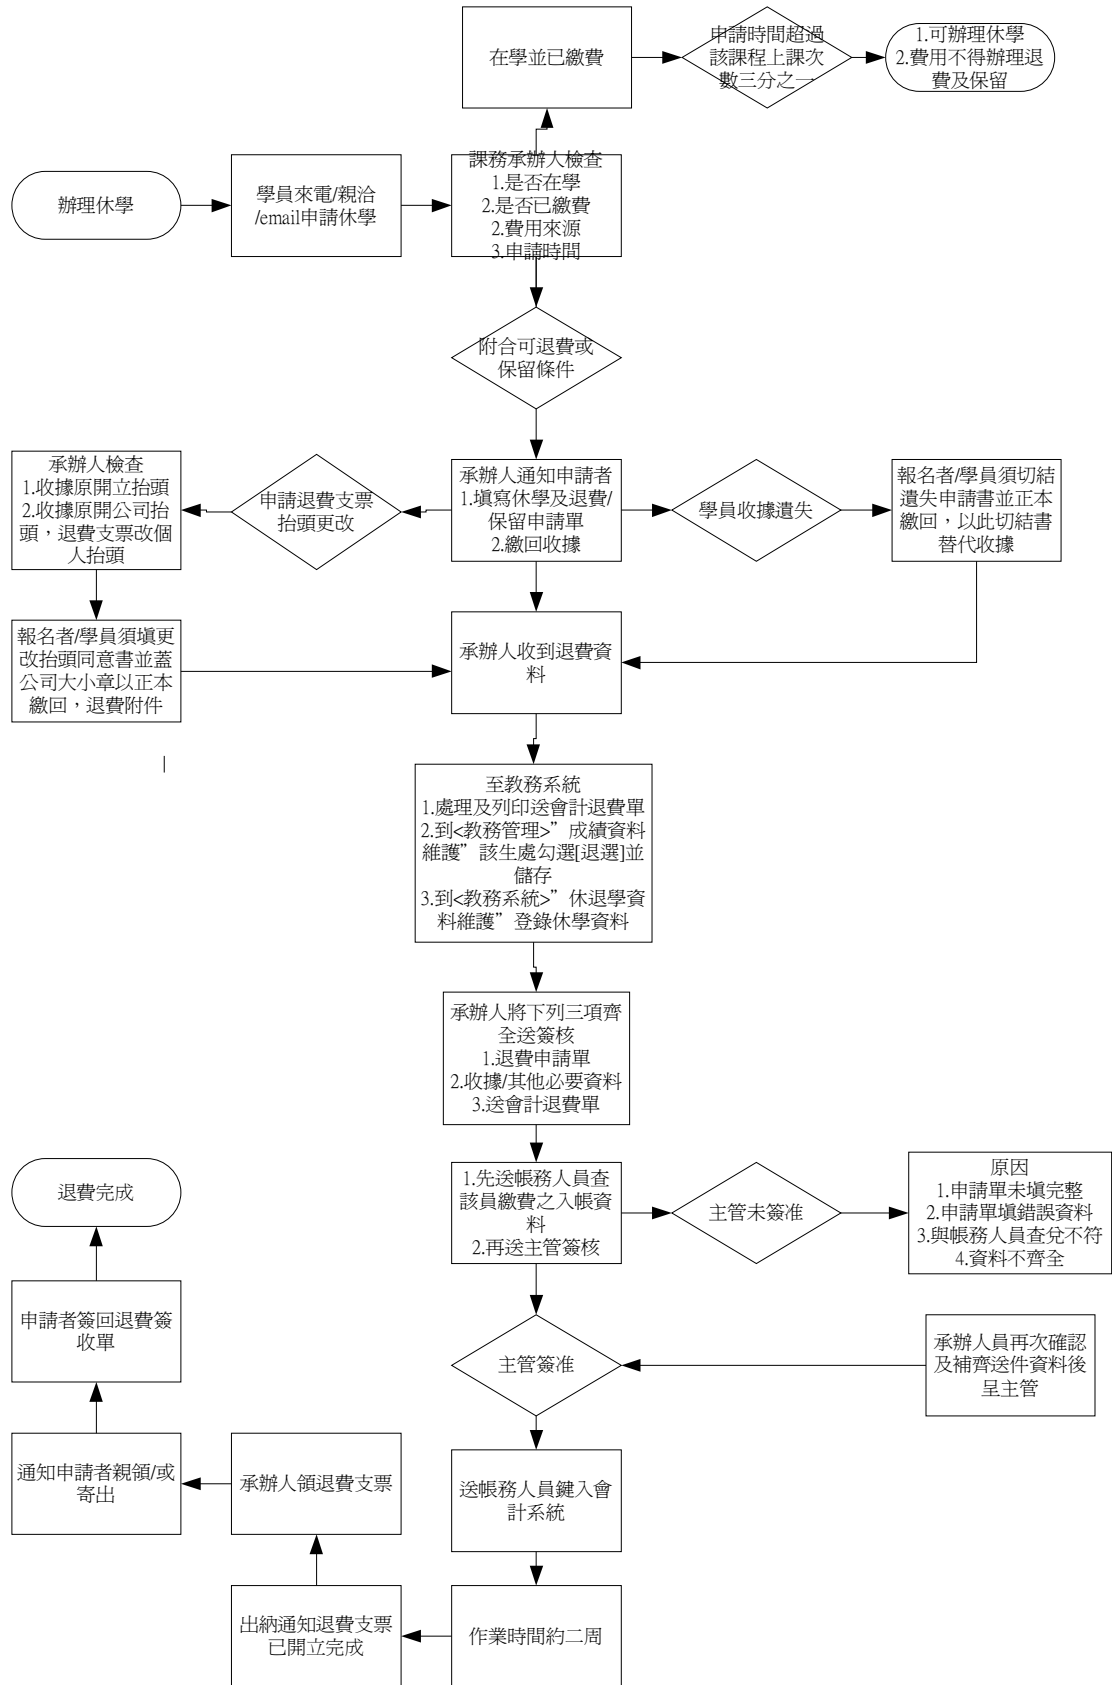 在學並已繳費
申請時間超過
該課程上課次
數三分之一
1.可辦理休學
2.費用不得辦理退
費及保留
辦理休學
學員來電/親洽
/email申請休學
課務承辦人檢查
1.是否在學
2.是否已繳費
2.費用來源
3.申請時間
附合可退費或
保留條件
承辦人檢查
1.收據原開立抬頭
2.收據原開公司抬
頭，退費支票改個
人抬頭
申請退費支票
抬頭更改
承辦人通知申請者
1.填寫休學及退費/
保留申請單
2.繳回收據
學員收據遺失
報名者/學員須切結
遺失申請書並正本
繳回，以此切結書
替代收據
報名者/學員須填更
改抬頭同意書並蓋
公司大小章以正本
繳回，退費附件
承辦人收到退費資
料
至教務系統
1.處理及列印送會計退費單
2.到<教務管理>”成績資料
維護”該生處勾選[退選]並
儲存
3.到<教務系統>”休退學資
料維護”登錄休學資料
承辦人將下列三項齊
全送簽核
1.退費申請單
2.收據/其他必要資料
3.送會計退費單
退費完成
1.先送帳務人員查
該員繳費之入帳資
料
2.再送主管簽核
主管未簽准
原因
1.申請單未填完整
2.申請單填錯誤資料
3.與帳務人員查兌不符
4.資料不齊全
申請者簽回退費簽
收單
主管簽准
承辦人員再次確認
及補齊送件資料後
呈主管
通知申請者親領/或
寄出
承辦人領退費支票
送帳務人員鍵入會
計系統
出納通知退費支票
已開立完成
作業時間約二周